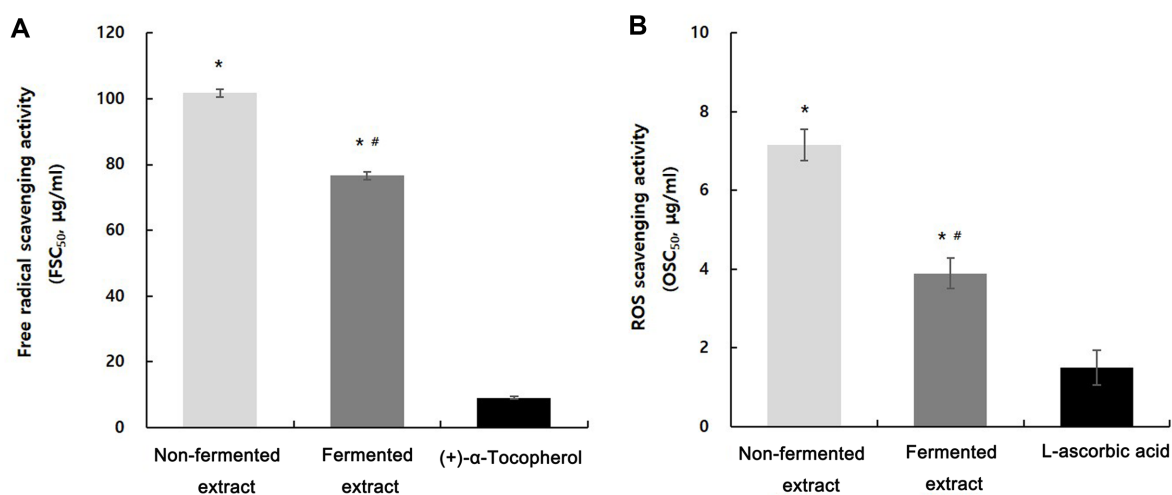 A
Free radical scavenging activity
(FSC50, µg/ml)
120
100
80
60
40
20
0
*
* #
Non-fermented
extract
Fermented
extract
(+)-α-Tocopherol
B
ROS scavenging activity
(OSC50, µg/ml)
10
8
6
4
2
0
*
* #
Non-fermented
extract
Fermented
extract
L-ascorbic acid